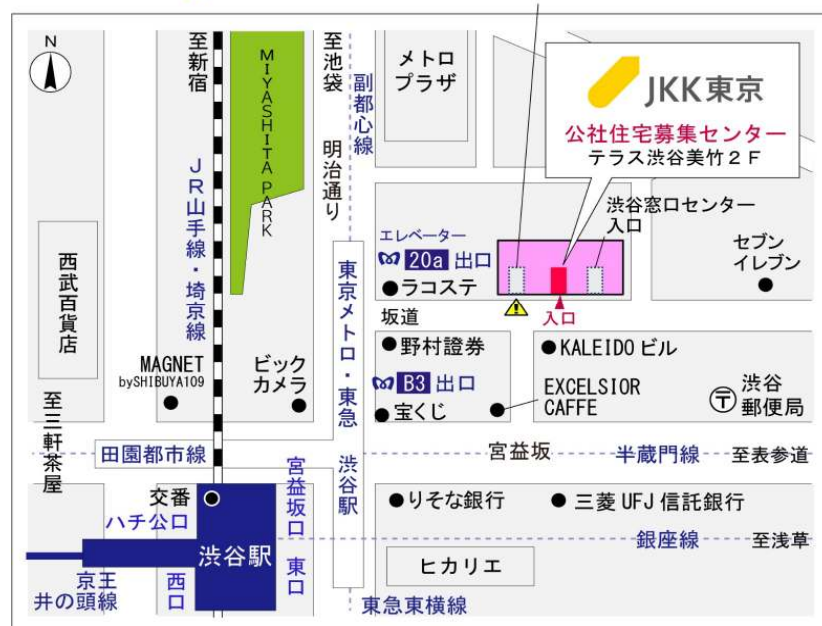 N
至新宿
MIYASHITA PARK
至池袋
明治通り
副都心線
メトロ
プラザ
JKK東京
公社住宅募集センター
テラス渋谷美竹2F
JR山手線・埼京線
エレベーター
20a 出口
ラコステ
渋谷窓口センター
入口
セブン
イレブン
入口
西武百貨店
東京メトロ・東急 渋谷駅
坂道
野村證券
KALEIDO ビル
MAGNET
bySHIBUYA109
ビック
カメラ
B3 出口
宝くじ
EXCELSIOR
CAFFE
〒
渋谷
郵便局
至三軒茶屋
田園都市線
宮益坂
半蔵門線
至表参道
交番
ハチ公口
宮益坂口
りそな銀行
三菱 UFJ 信託銀行
渋谷駅
銀座線
至浅草
京王
井の頭線
西口
東口
ヒカリエ
東急東横線